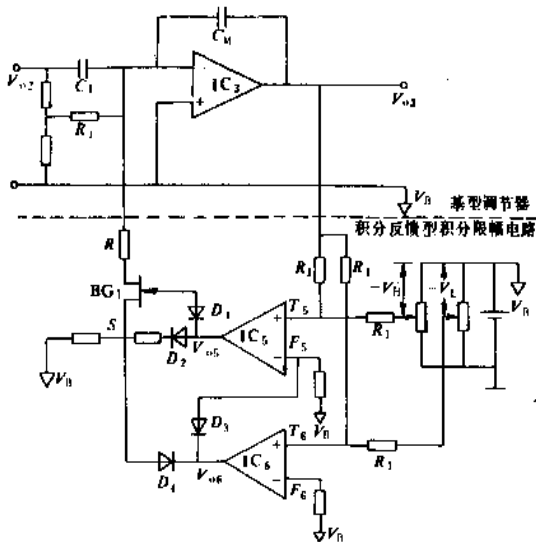 C_M
V_o2
C_I
IC_3
V_o3
R_I
+
V_B
基型调节器
积分反馈型积分限幅电路
R
R_1
R_1
-V_H
-V_L
V_B
BG_1
D_1
T_5
+
R_1
S
D_2
V_o5
IC_5
F_5
-
V_B
D_3
V_B
T_6
+
R_1
D_4
V_o6
IC_6
F_6
-
V_B